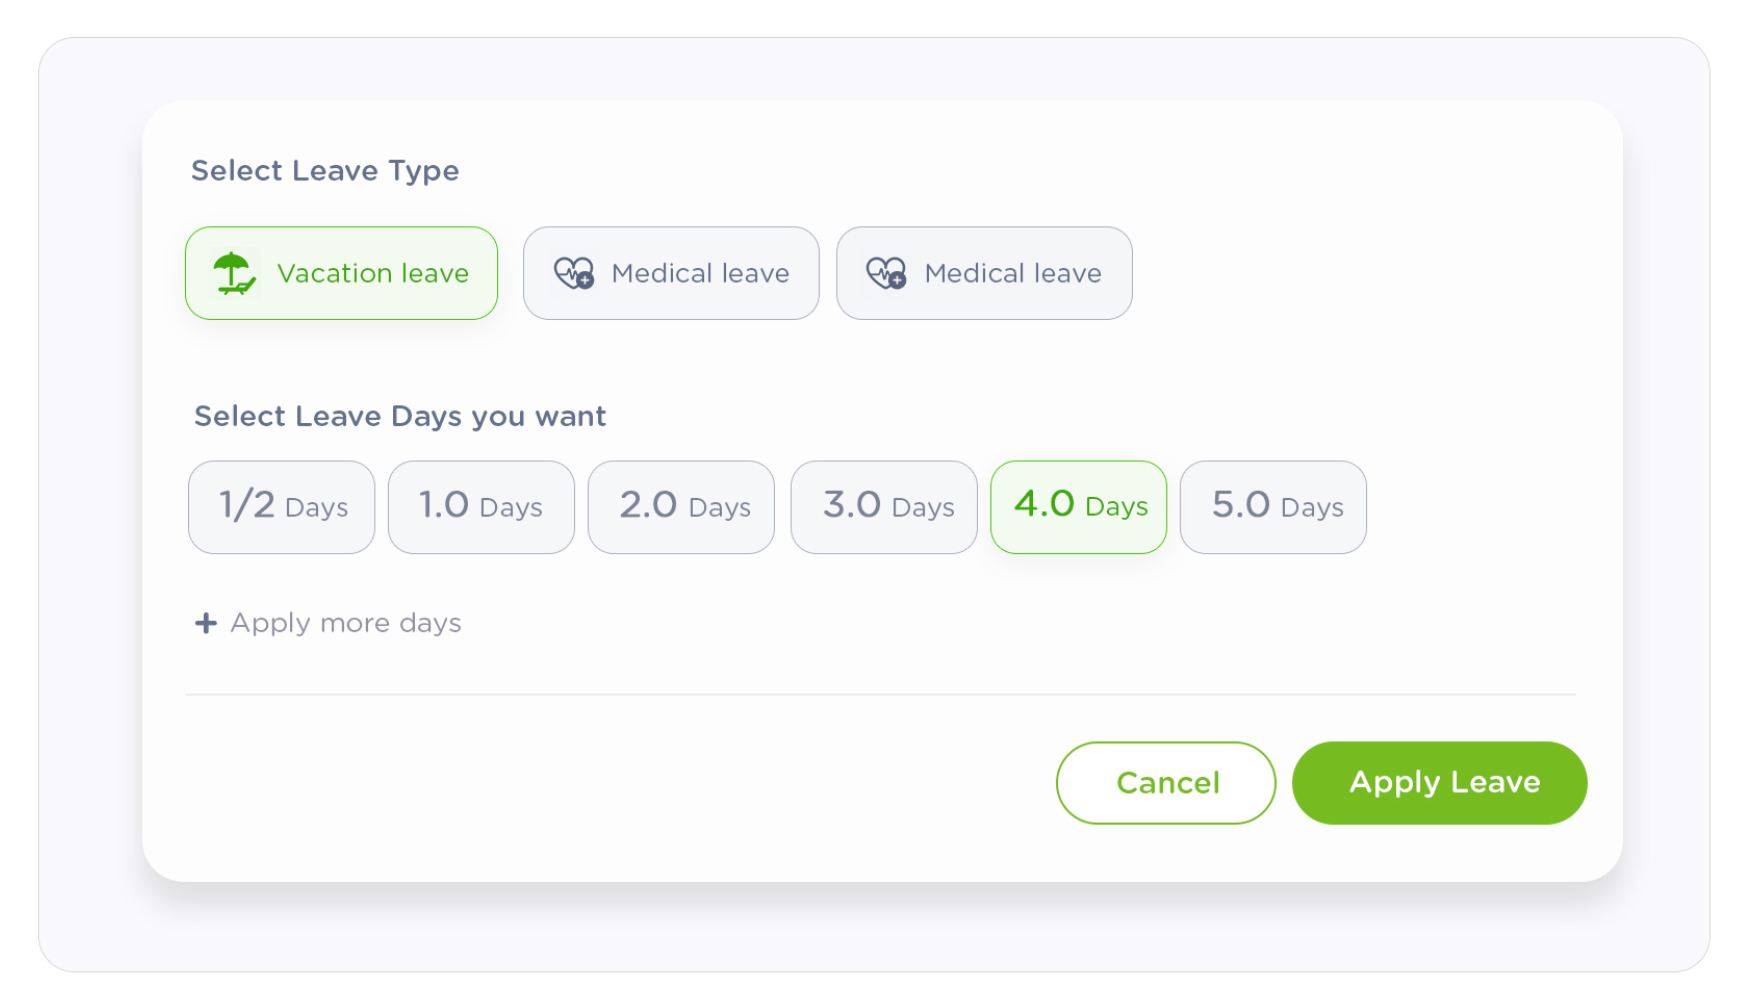 Select Leave Type
Vacation leave Medical leave Medical leave
Select Leave Days you want
1/2 Days 1.0 Days 2.0 Days 3.0 Days 4.0 Days 5.0 Days
+ Apply more days
Cancel Apply Leave